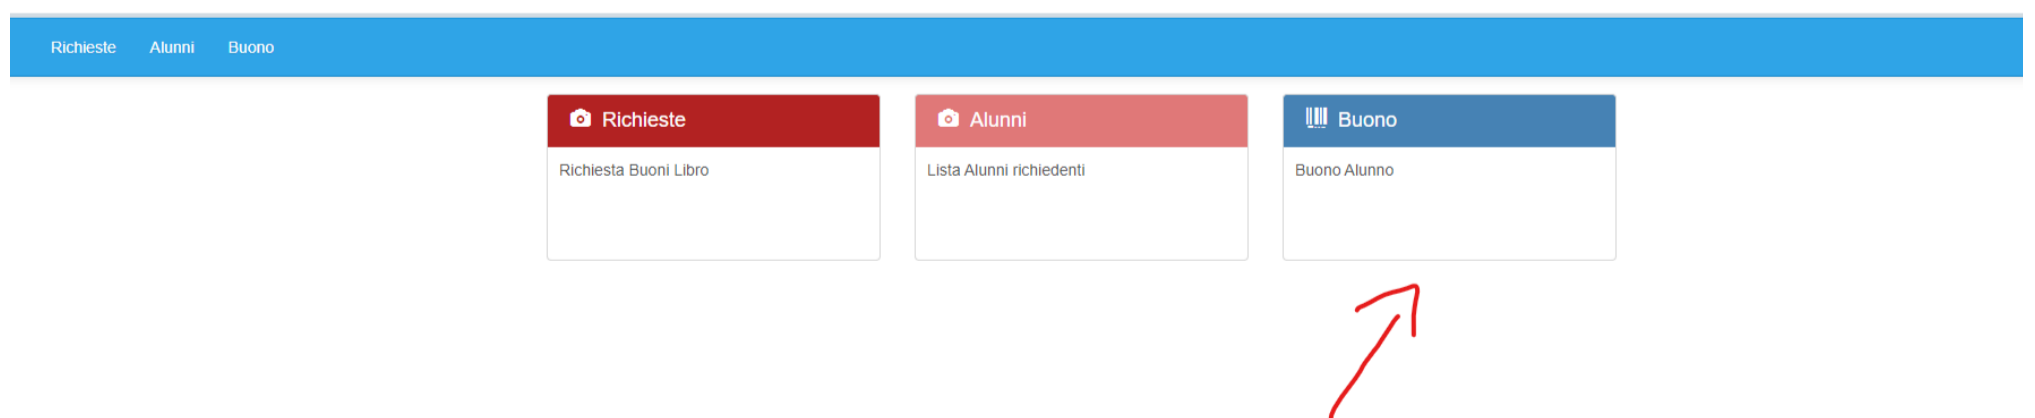 Richieste Alunni Buono
Richieste
Richiesta Buoni Libro
Alunni
Lista Alunni richiedenti
Buono
Buono Alunno